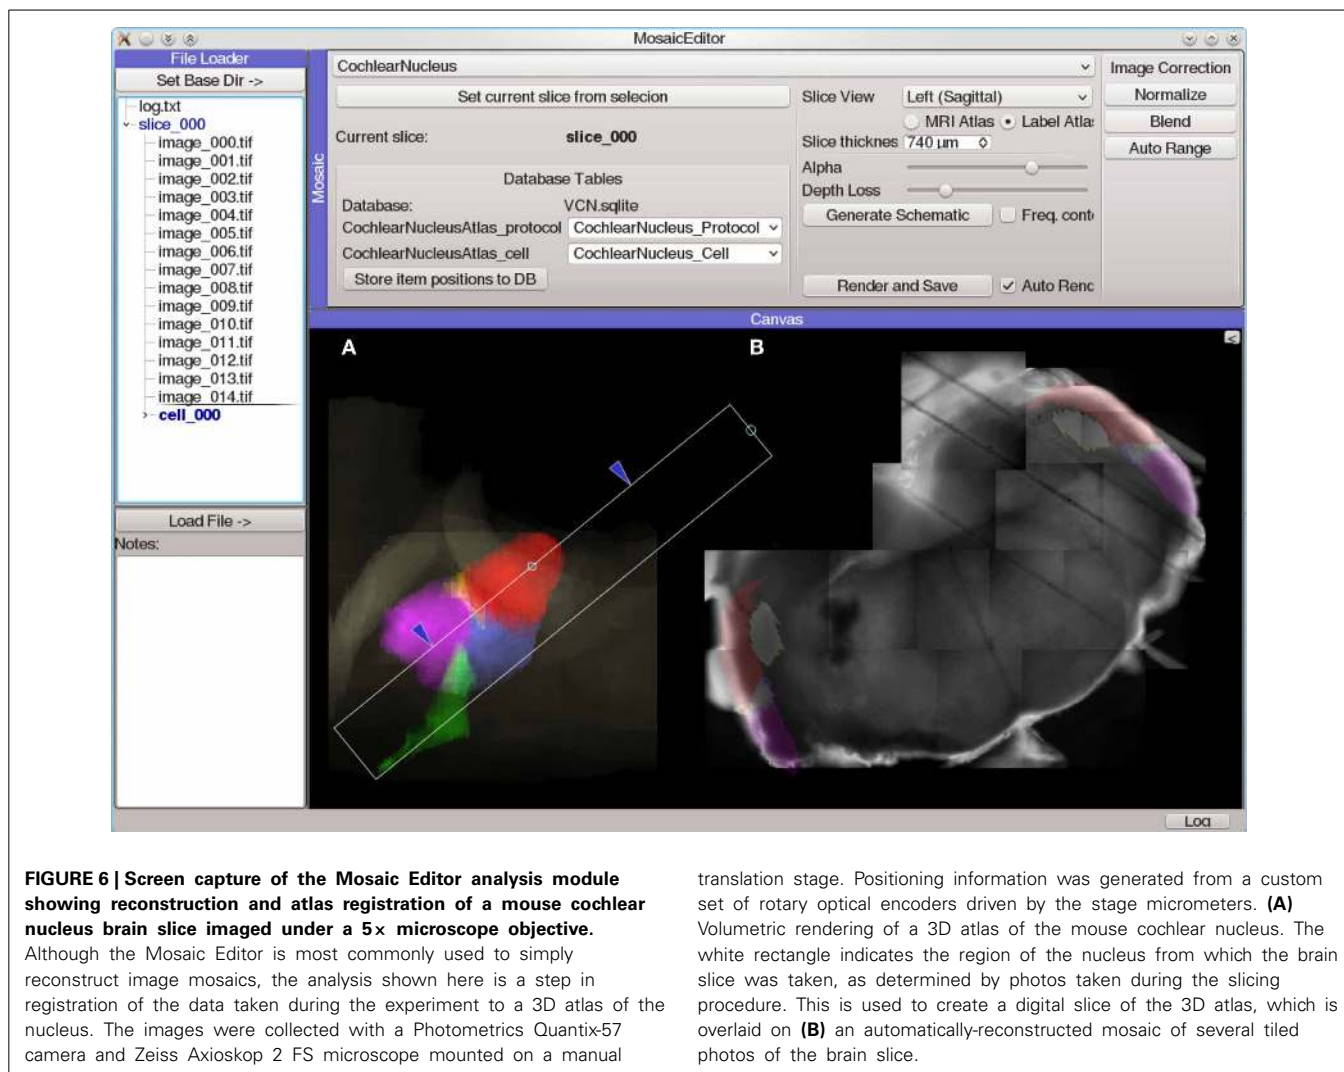 MosaicEditor
File Loader
Set Base Dir ->
log.txt
slice_000
image_000.tif
image_001.tif
image_002.tif
image_003.tif
image_004.tif
image_005.tif
image_006.tif
image_007.tif
image_008.tif
image_009.tif
image_010.tif
image_011.tif
image_012.tif
image_013.tif
image_014.tif
cell_000
Load File ->
Notes:
Mosaic
CochlearNucleus
Set current slice from selecion
Current slice: slice_000
Database Tables
Database: VCN.sqlite
CochlearNucleusAtlas_protocol CochlearNucleus_Protocol
CochlearNucleusAtlas_cell CochlearNucleus_Cell
Store item positions to DB
Slice View Left (Sagittal)
MRI Atlas Label Atla
Slice thicknes 740 µm
Alpha
Depth Loss
Generate Schematic Freq. cont
Render and Save Auto Renc
Image Correction
Normalize
Blend
Auto Range
Canvas
A
B
<
Log
FIGURE 6 | Screen capture of the Mosaic Editor analysis module
showing reconstruction and atlas registration of a mouse cochlear
nucleus brain slice imaged under a 5× microscope objective.
Although the Mosaic Editor is most commonly used to simply
reconstruct image mosaics, the analysis shown here is a step in
registration of the data taken during the experiment to a 3D atlas of the
nucleus. The images were collected with a Photometrics Quantix-57
camera and Zeiss Axioskop 2 FS microscope mounted on a manual
translation stage. Positioning information was generated from a custom
set of rotary optical encoders driven by the stage micrometers. (A)
Volumetric rendering of a 3D atlas of the mouse cochlear nucleus. The
white rectangle indicates the region of the nucleus from which the brain
slice was taken, as determined by photos taken during the slicing
procedure. This is used to create a digital slice of the 3D atlas, which is
overlaid on (B) an automatically-reconstructed mosaic of several tiled
photos of the brain slice.